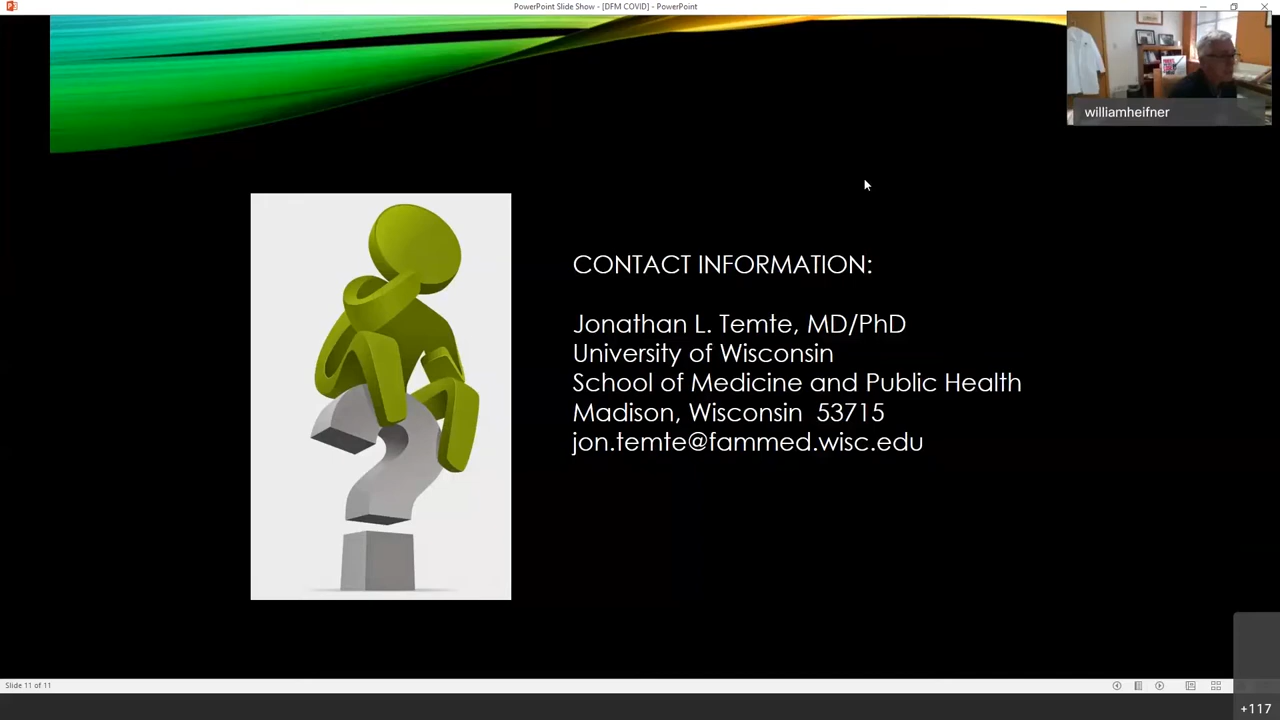 PowerPoint Slide Show - [DFM COVID] - PowerPoint
williamheifner
CONTACT INFORMATION:
Jonathan L. Temte, MD/PhD
University of Wisconsin
School of Medicine and Public Health
Madison, Wisconsin 53715
jon.temte@fammed.wisc.edu
Slide 11 of 11
+117